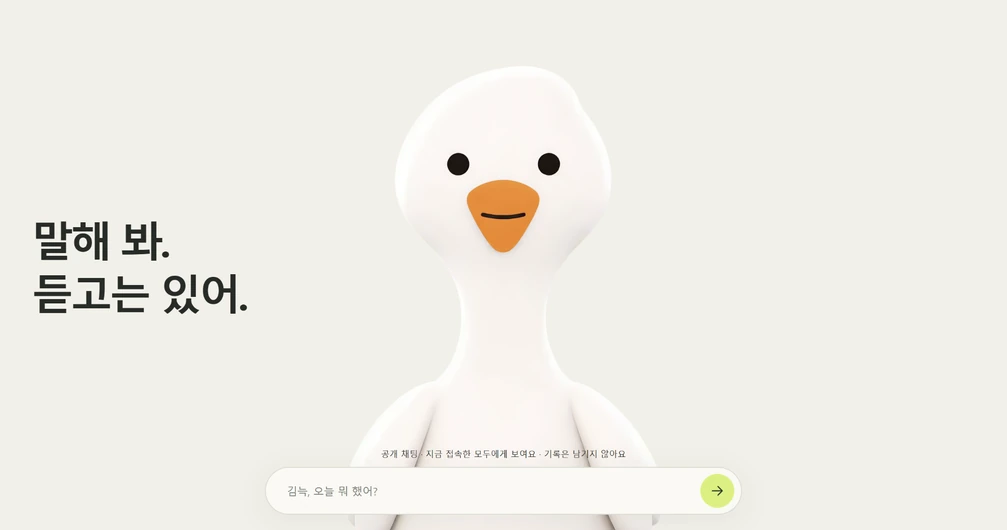 말해 봐.
듣고는 있어.
공개 채팅 · 지금 접속한 모두에게 보여요 · 기록은 남기지 않아요
김늑, 오늘 뭐 했어?